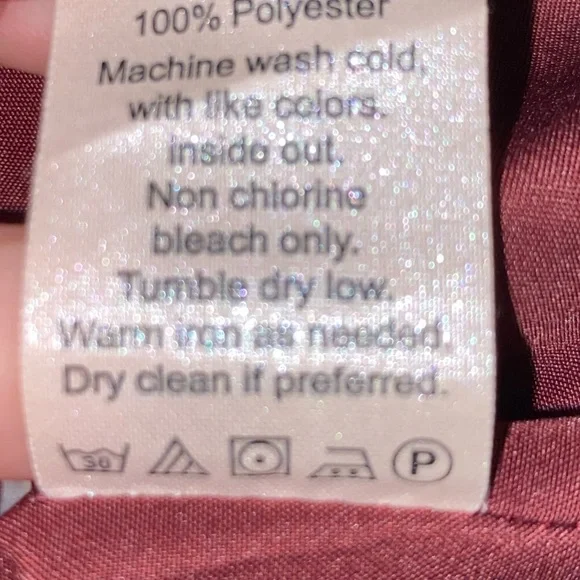 100% Polyester
Machine wash cold,
with like colors.
inside out.
Non chlorine
bleach only.
Tumble dry low.
Warm iron as needed.
Dry clean if preferred.
30 P